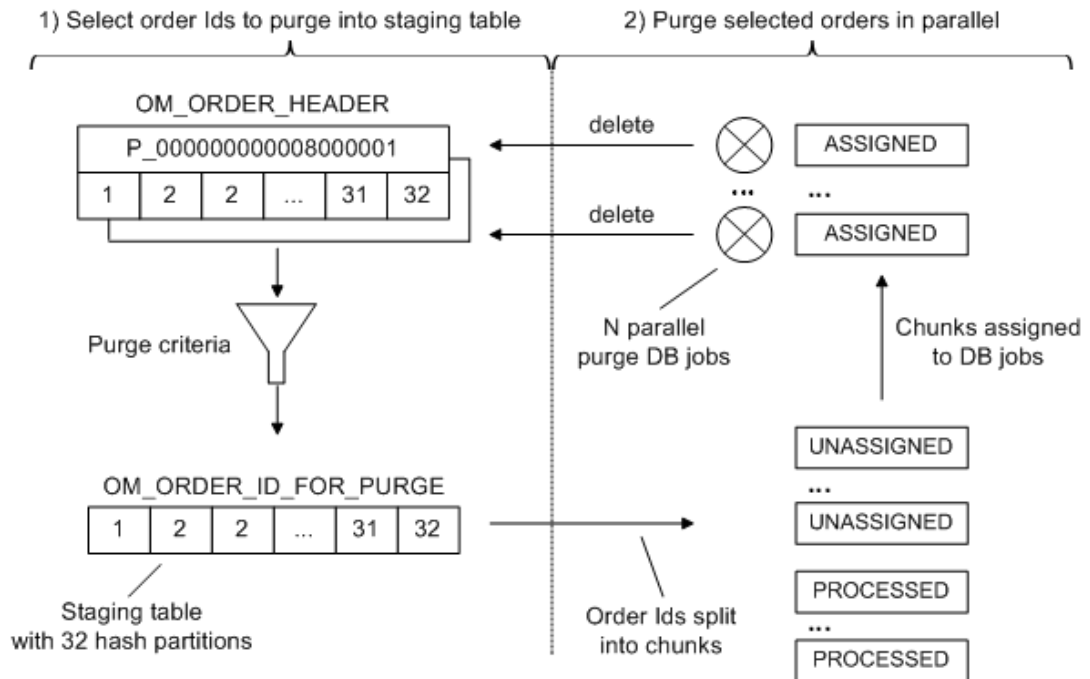 1) Select order Ids to purge into staging table
2) Purge selected orders in parallel
OM_ORDER_HEADER
P_000000000008000001
1 2 2 ... 31 32
Purge criteria
OM_ORDER_ID_FOR_PURGE
1 2 2 ... 31 32
Staging table
with 32 hash partitions
delete
ASSIGNED
...
...
delete
ASSIGNED
N parallel
purge DB jobs
Chunks assigned
to DB jobs
UNASSIGNED
...
UNASSIGNED
PROCESSED
...
PROCESSED
Order Ids split
into chunks